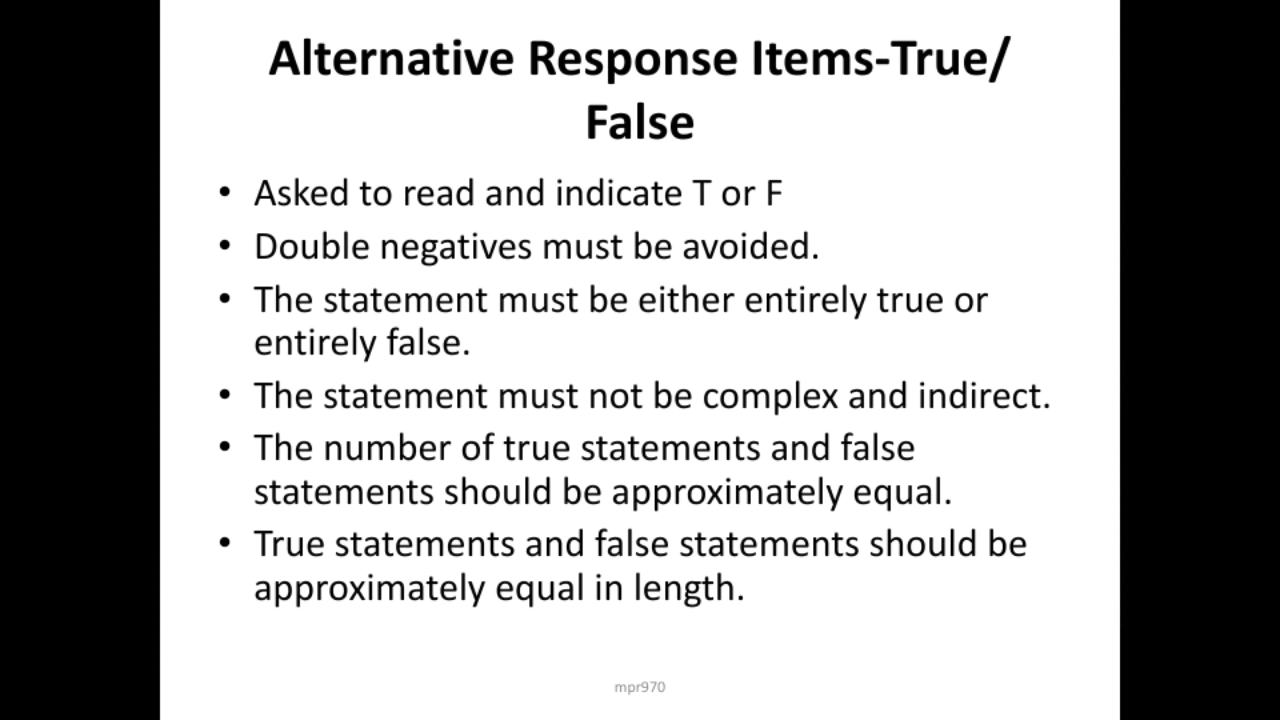 Alternative Response Items-True/
False
• Asked to read and indicate T or F
• Double negatives must be avoided.
• The statement must be either entirely true or
entirely false.
• The statement must not be complex and indirect.
• The number of true statements and false
statements should be approximately equal.
• True statements and false statements should be
approximately equal in length.
mpr970